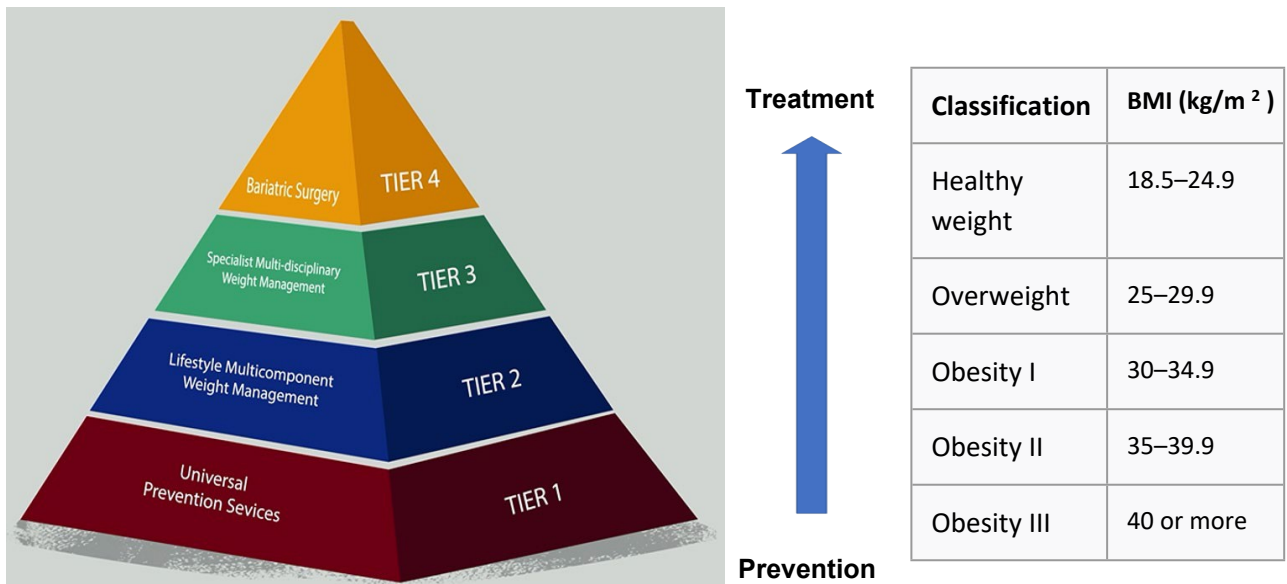 Bariatric Surgery
TIER 4
Specialist Multi-disciplinary
Weight Management
TIER 3
Lifestyle Multicomponent
Weight Management
TIER 2
Universal
Prevention Sevices
TIER 1
Treatment
Prevention
Classification BMI (kg/m ² )
Healthy
weight 18.5–24.9
Overweight 25–29.9
Obesity I 30–34.9
Obesity II 35–39.9
Obesity III 40 or more